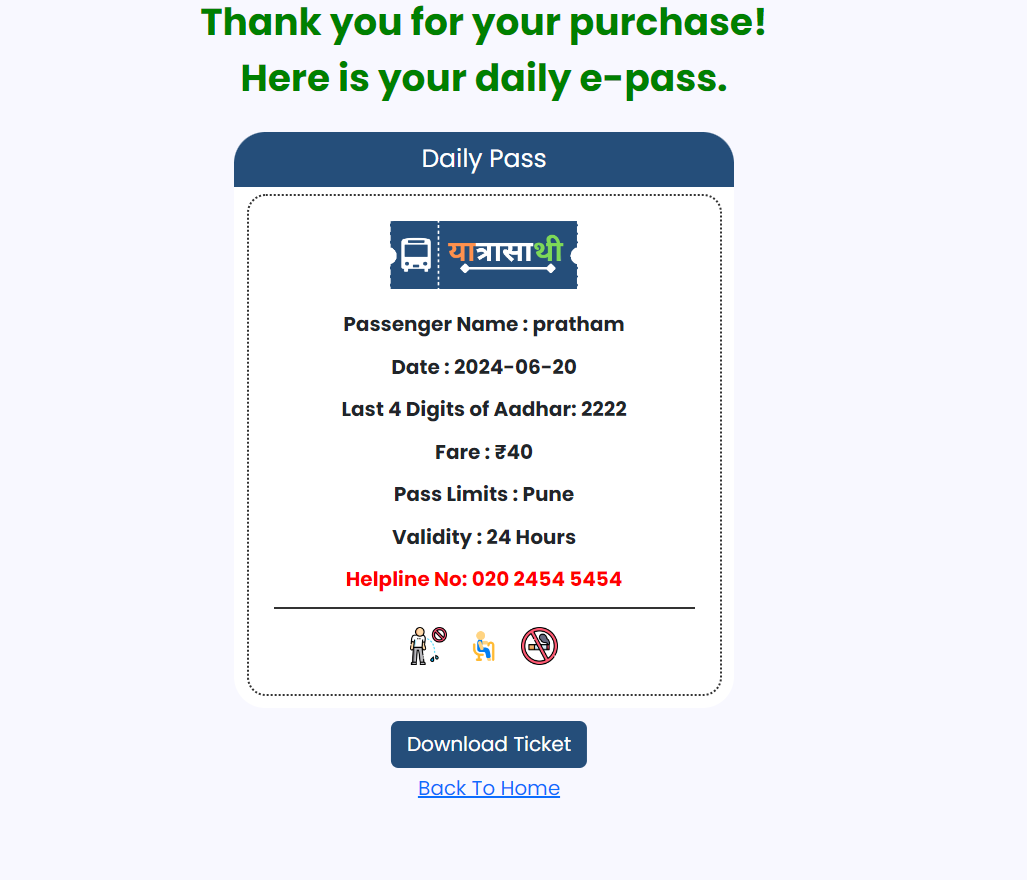 Thank you for your purchase!
Here is your daily e-pass.
Daily Pass
यात्रासाथी
Passenger Name : pratham
Date : 2024-06-20
Last 4 Digits of Aadhar: 2222
Fare : ₹40
Pass Limits : Pune
Validity : 24 Hours
Helpline No: 020 2454 5454
Download Ticket
Back To Home